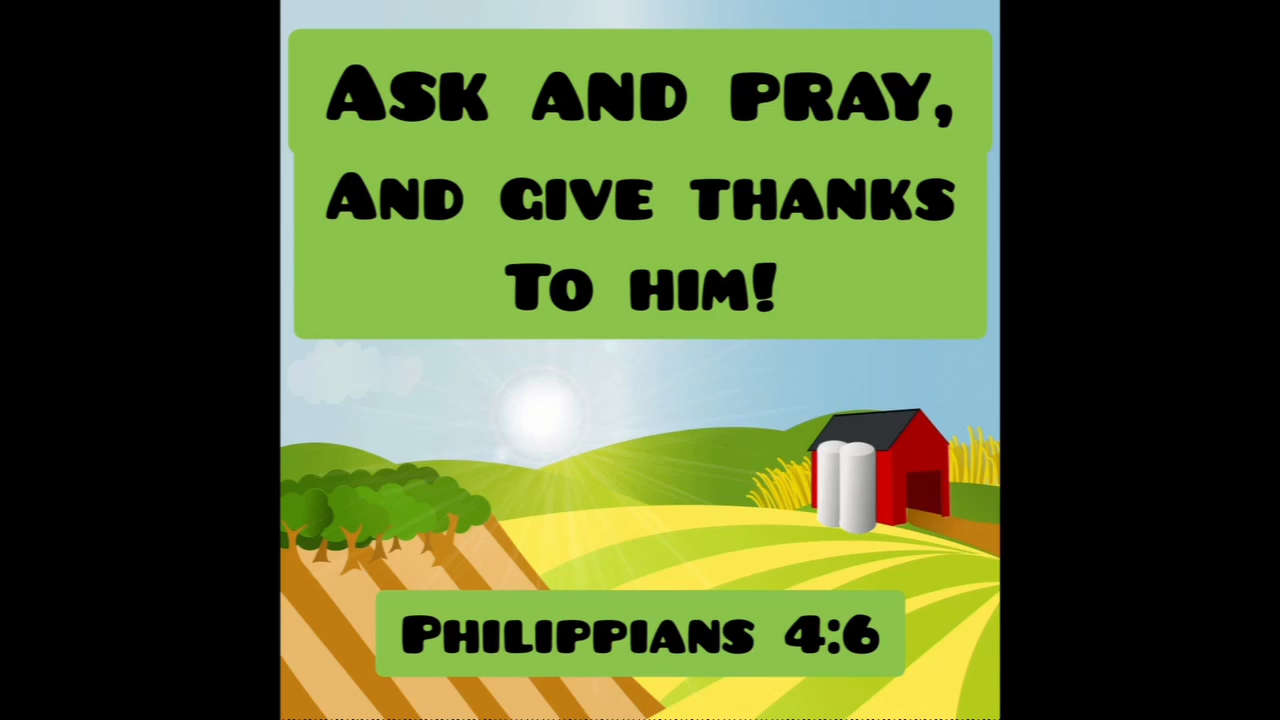 Ask and pray,
And give thanks
To him!
Philippians 4:6